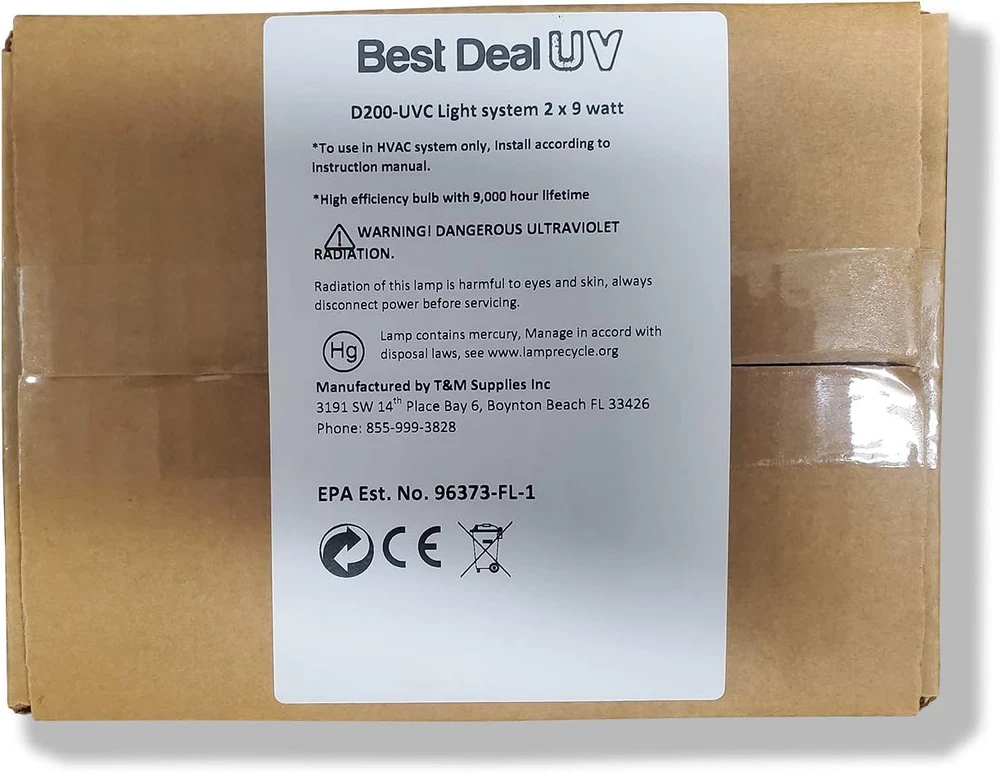 Best Deal UV
D200-UVC Light system 2 x 9 watt
*To use in HVAC system only, Install according to
Instruction manual.
*High efficiency bulb with 9,000 hour lifetime
WARNING! DANGEROUS ULTRAVIOLET
RADIATION.
Radiation of this lamp is harmful to eyes and skin, always
disconnect power before servicing.
Hg
Lamp contains mercury, Manage in accord with
disposal laws, see www.lamprecycle.org
Manufactured by T&M Supplies Inc
3191 SW 14th Place Bay 6, Boynton Beach FL 33426
Phone: 855-999-3828
EPA Est. No. 96373-FL-1
CE